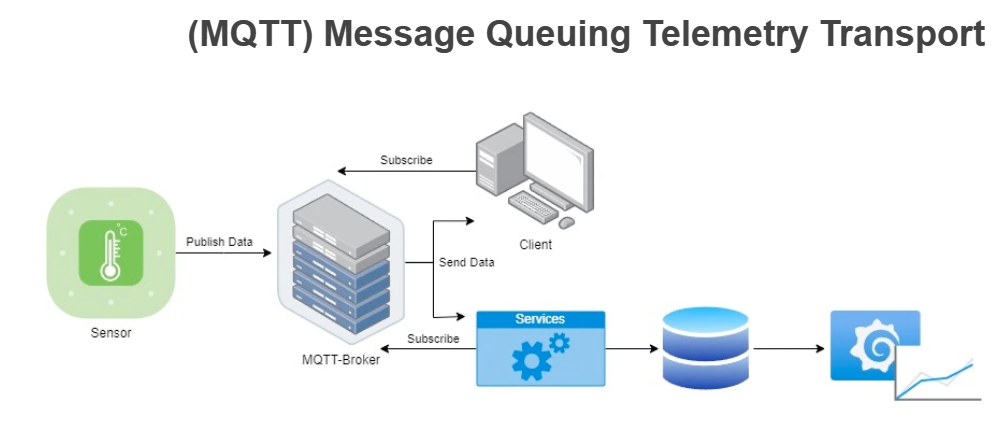 (MQTT) Message Queuing Telemetry Transport
Subscribe
°C
Publish Data
Client
Send Data
Sensor
Services
Subscribe
MQTT-Broker